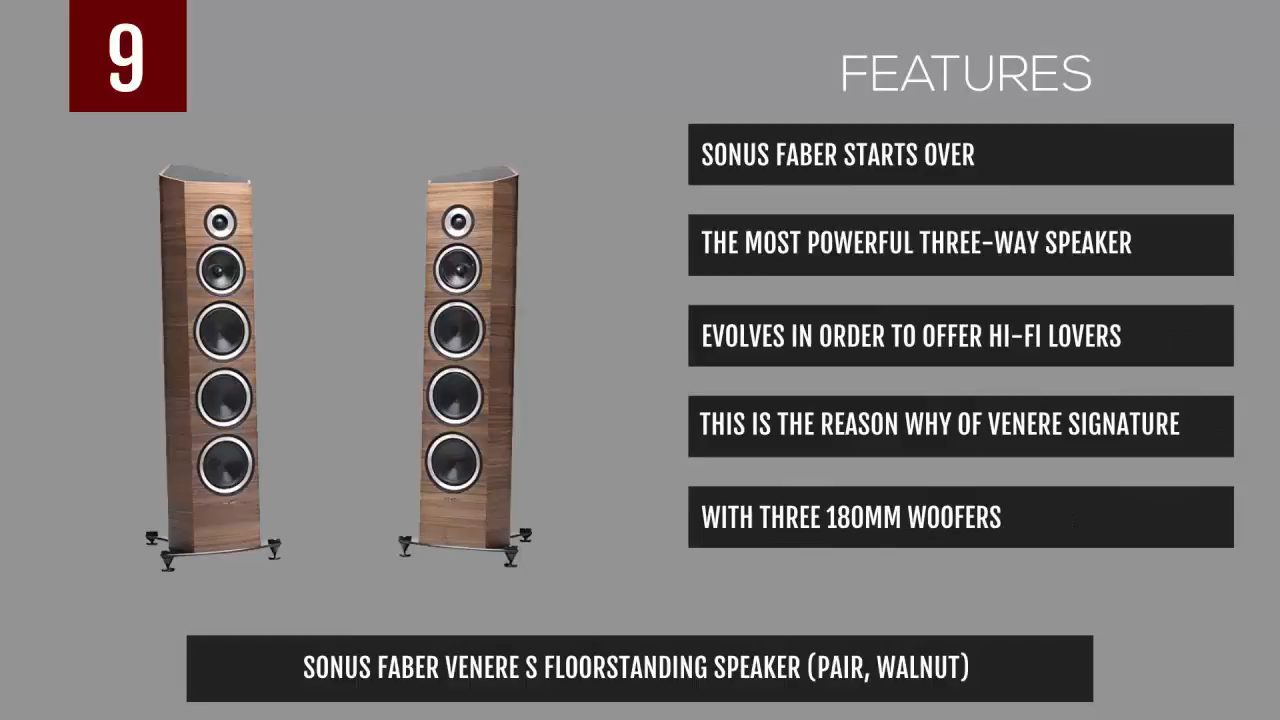 9
FEATURES
SONUS FABER STARTS OVER
THE MOST POWERFUL THREE-WAY SPEAKER
EVOLVES IN ORDER TO OFFER HI-FI LOVERS
THIS IS THE REASON WHY OF VENERE SIGNATURE
WITH THREE 180MM WOOFERS
SONUS FABER VENERE S FLOORSTANDING SPEAKER (PAIR, WALNUT)